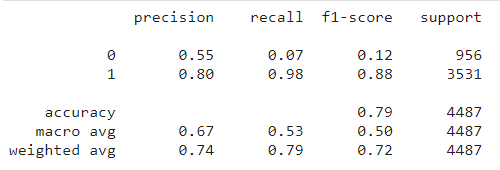 precision recall f1-score support
0 0.55 0.07 0.12 956
1 0.80 0.98 0.88 3531
accuracy 0.79 4487
macro avg 0.67 0.53 0.50 4487
weighted avg 0.74 0.79 0.72 4487